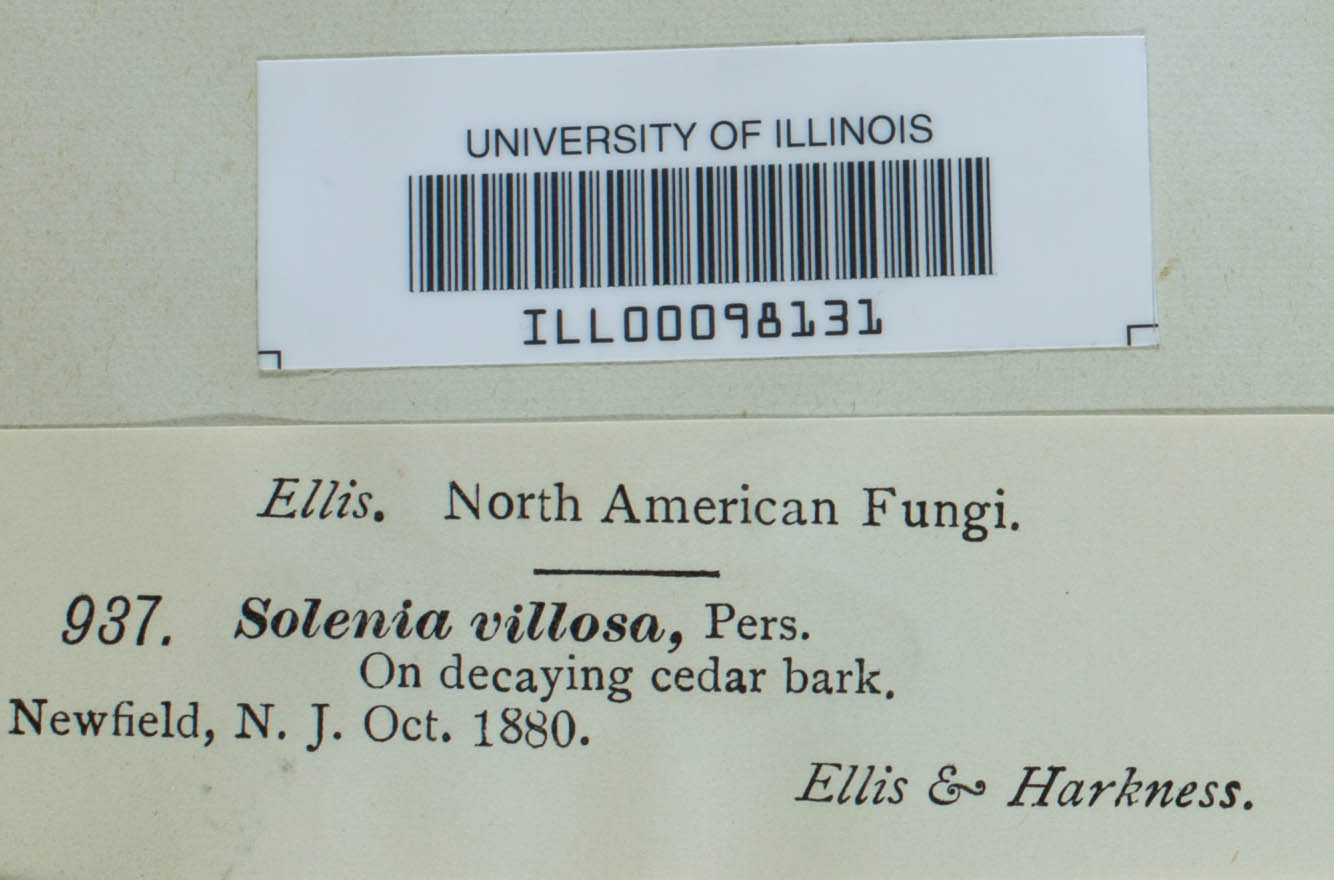 UNIVERSITY OF ILLINOIS
ILL00098131
Ellis. North American Fungi.
937. Solenia villosa, Pers.
On decaying cedar bark.
Newfield, N. J. Oct. 1880.
Ellis & Harkness.